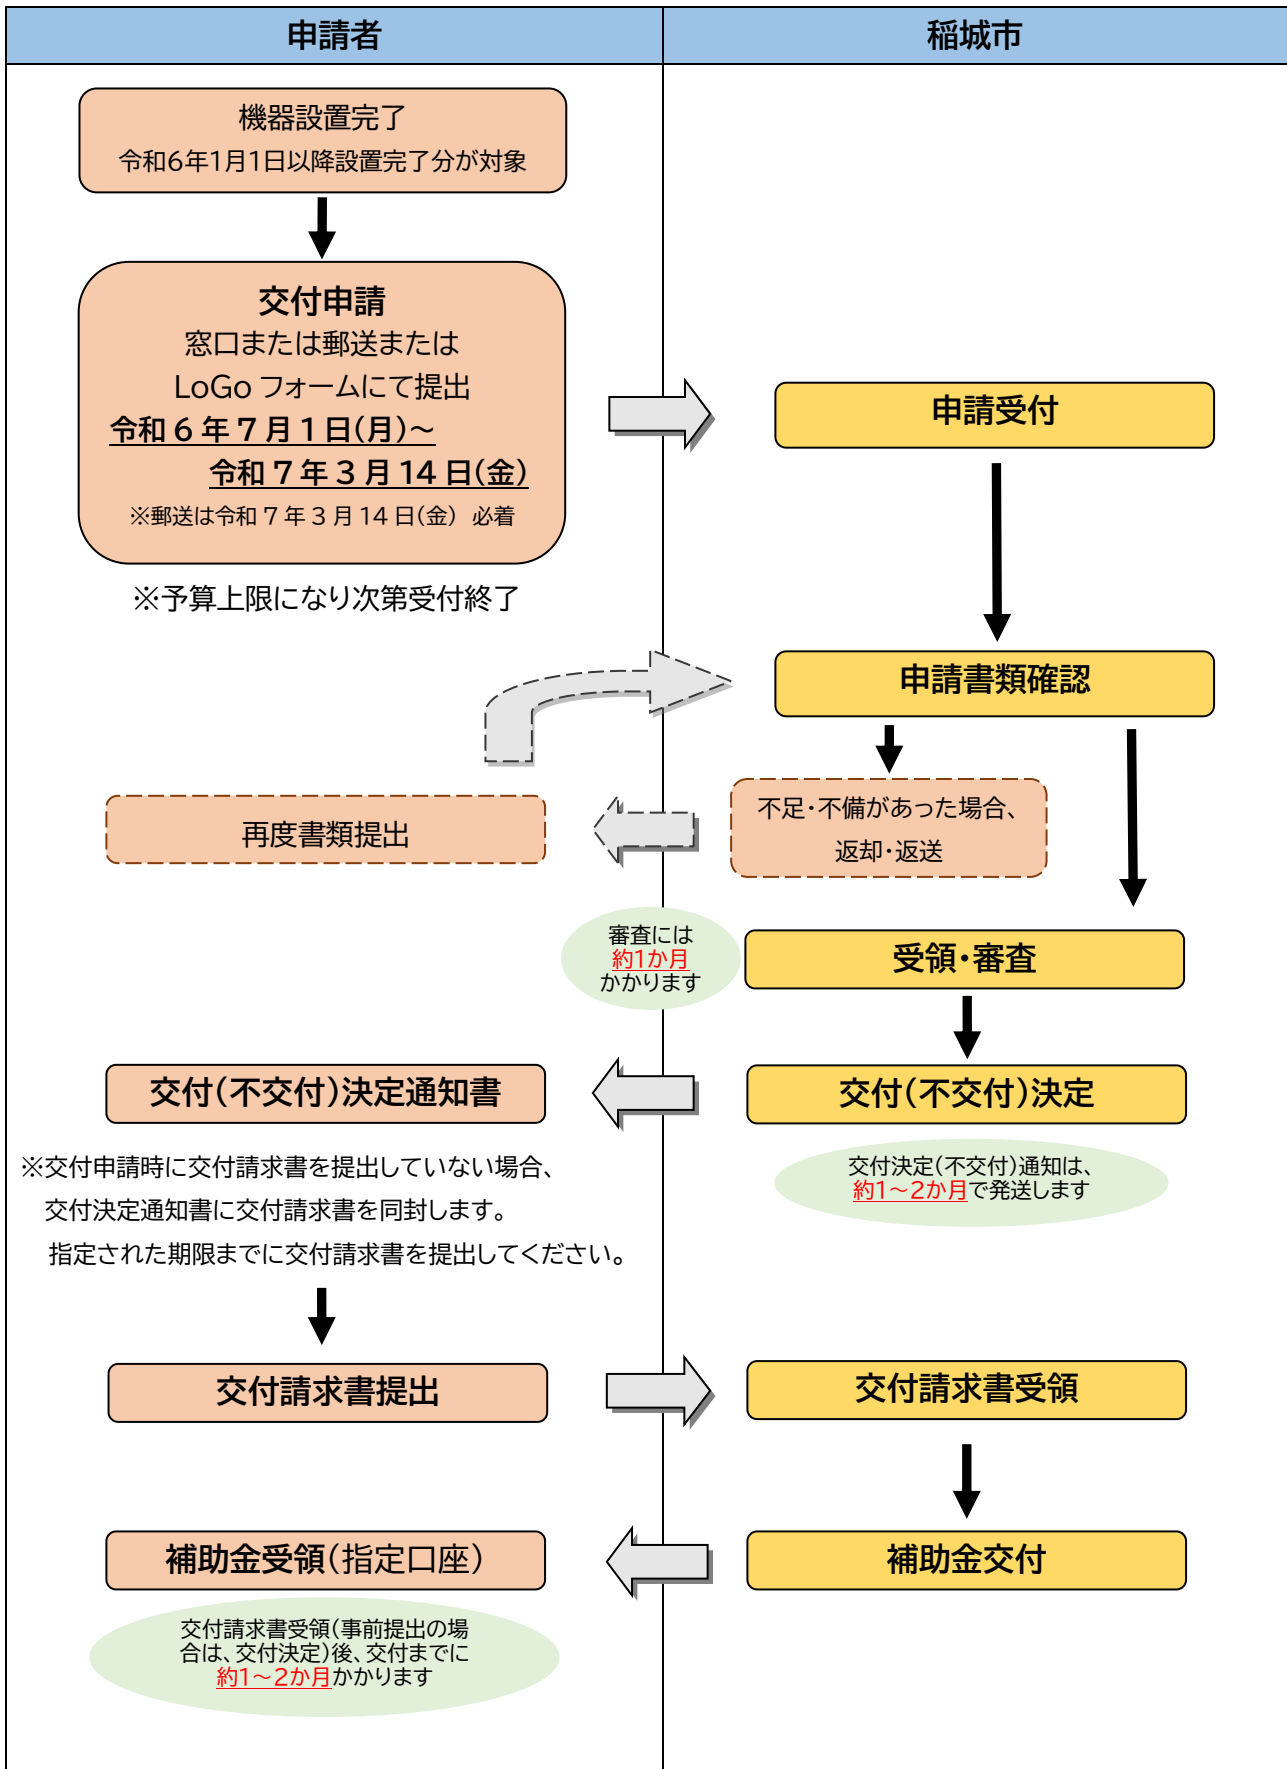 申請者
稲城市
機器設置完了
令和6年1月1日以降設置完了分が対象
交付申請
窓口または郵送または
LoGo フォームにて提出
令和 6 年 7 月 1 日(月)～
令和 7 年 3 月 14 日(金)
※郵送は令和 7 年 3 月 14 日(金) 必着
申請受付
※予算上限になり次第受付終了
申請書類確認
不足・不備があった場合、
返却・返送
再度書類提出
審査には
約1か月
かかります
受領・審査
交付(不交付)決定通知書
交付(不交付)決定
※交付申請時に交付請求書を提出していない場合、
交付決定通知書に交付請求書を同封します。
指定された期限までに交付請求書を提出してください。
交付決定(不交付)通知は、
約1～2か月で発送します
交付請求書提出
交付請求書受領
補助金受領(指定口座)
補助金交付
交付請求書受領(事前提出の場
合は、交付決定)後、交付までに
約1～2か月かかります